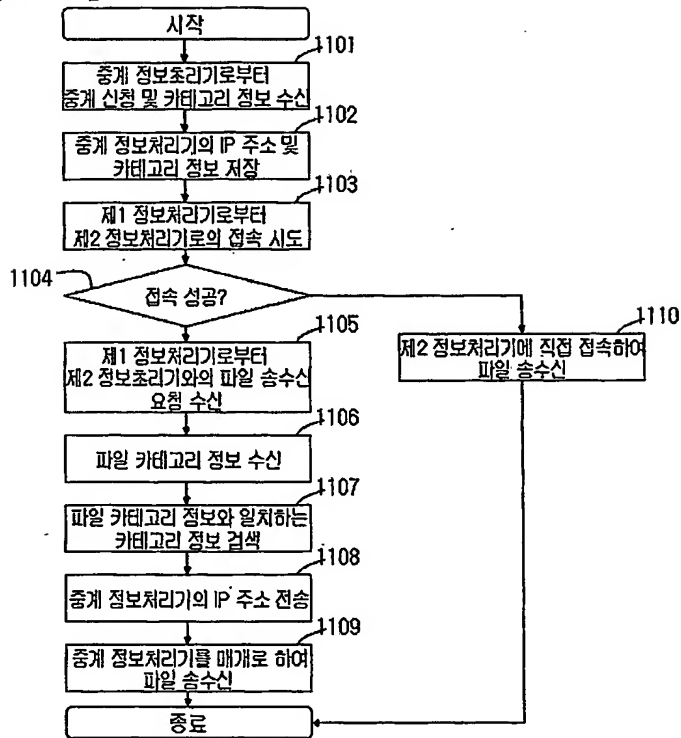 시작
1101
중계 정보초리기로부터
중계 신청 및 카테고리 정보 수신
1102
중계 정보처리기의 IP 주소 및
카테고리 정보 저장
1103
제1 정보처리기로부터
제2 정보처리기로의 접속 시도
1104
접속 성공?
1105
제1 정보처리기로부터
제2 정보초리기와의 파일 송수신
요청 수신
1110
제2 정보처리기에 직접 접속하여
파일 송수신
1106
파일 카테고리 정보 수신
1107
파일 카테고리 정보와 일치하는
카테고리 정보 검색
1108
중계 정보처리기의 IP 주소 전송
1109
중계 정보처리기를 매개로 하여
파일 송수신
종료